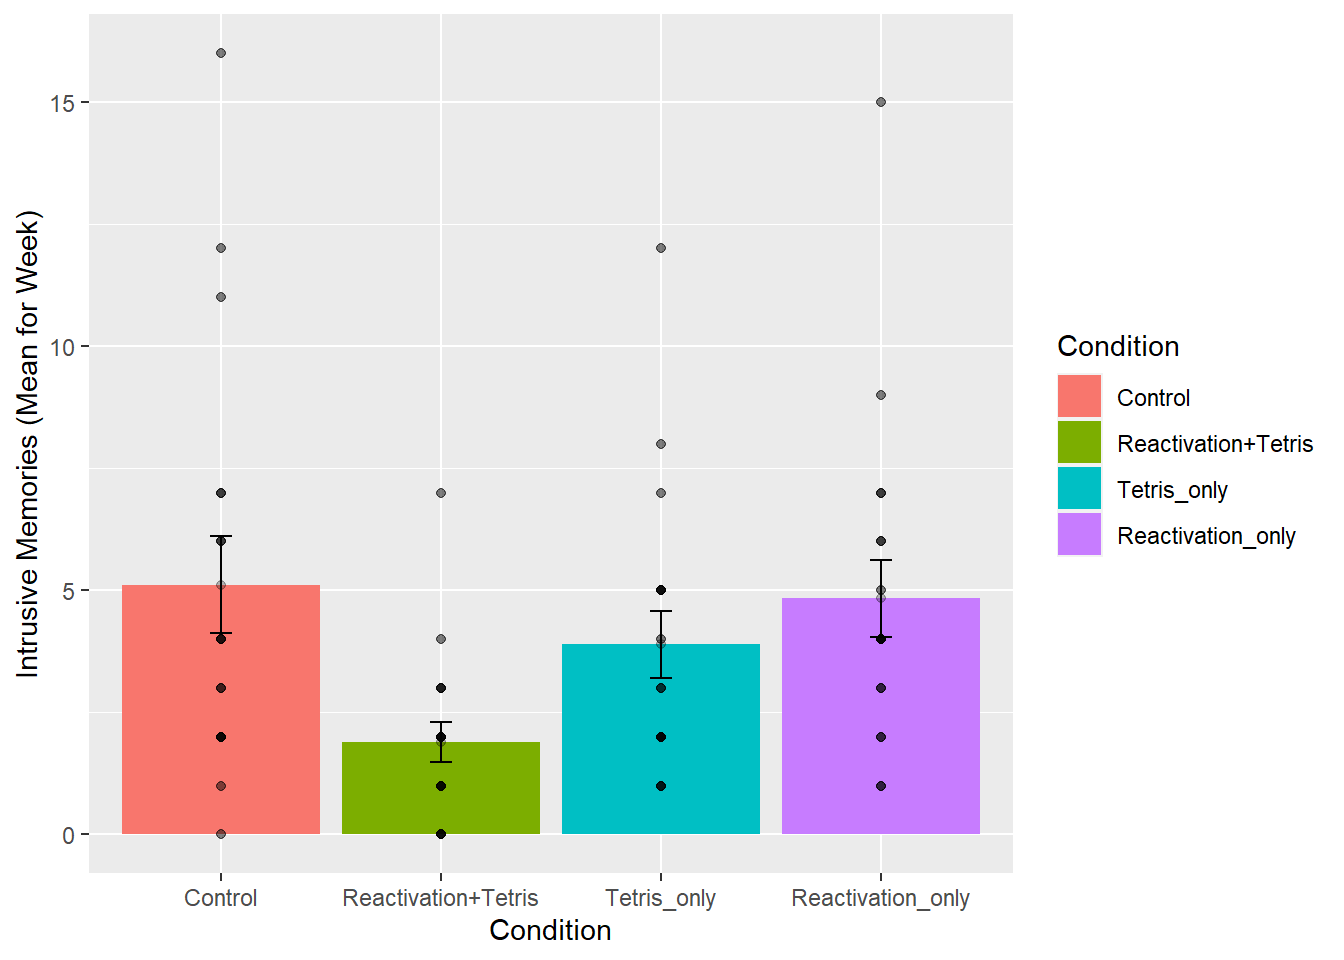 Intrusive Memories (Mean for Week)
15
10
5
0
Control
Reactivation+Tetris
Tetris_only
Reactivation_only
Condition
Condition
Control
Reactivation+Tetris
Tetris_only
Reactivation_only